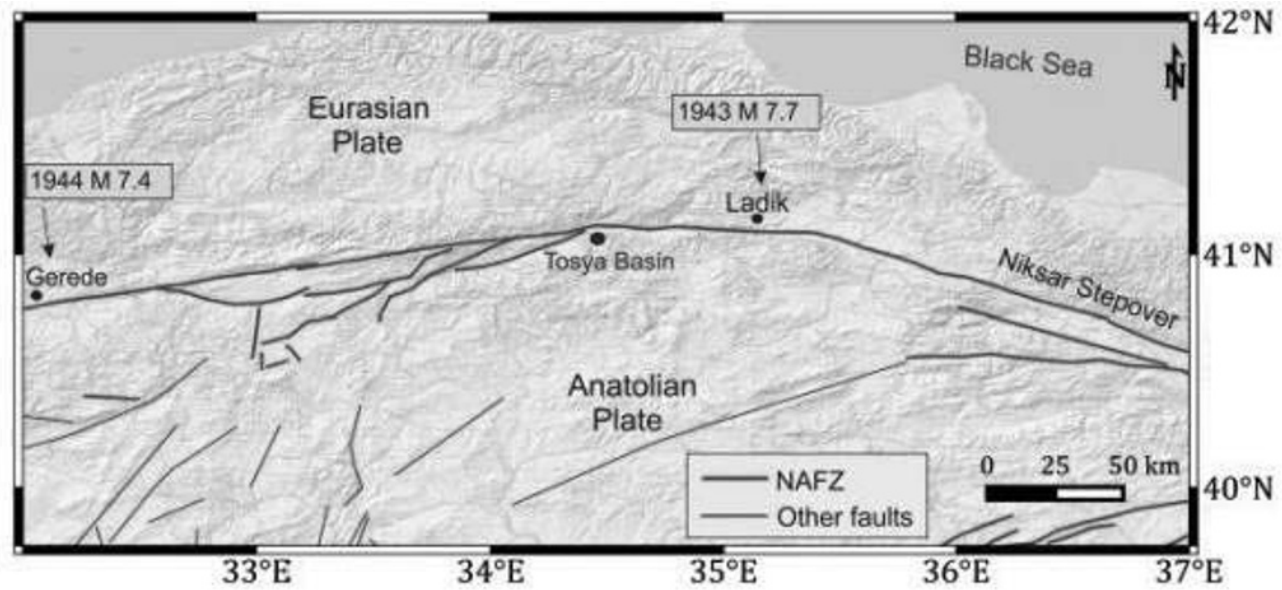 42°N
Black Sea
N
Eurasian
Plate
1943 M 7.7
1944 M 7.4
Ladik
Gerede
Tosya Basin
41°N
Niksar Stepover
Anatolian
Plate
0 25 50 km
NAFZ
Other faults
40°N
33°E 34°E 35°E 36°E 37°E